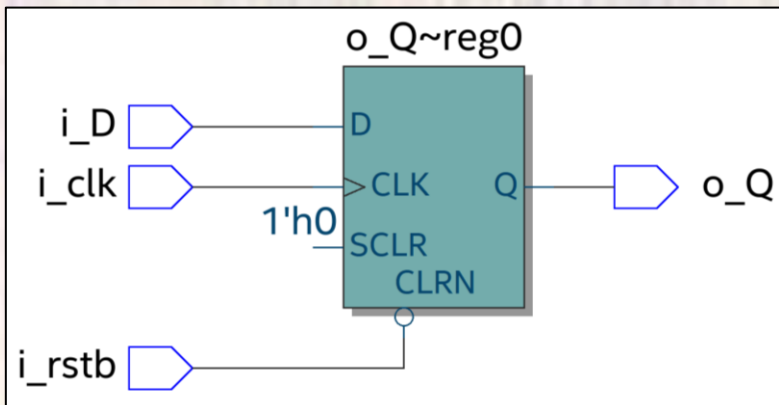 o_Q~reg0
i_D
D
i_clk
CLK
Q
o_Q
1'h0
SCLR
CLRN
i_rstb